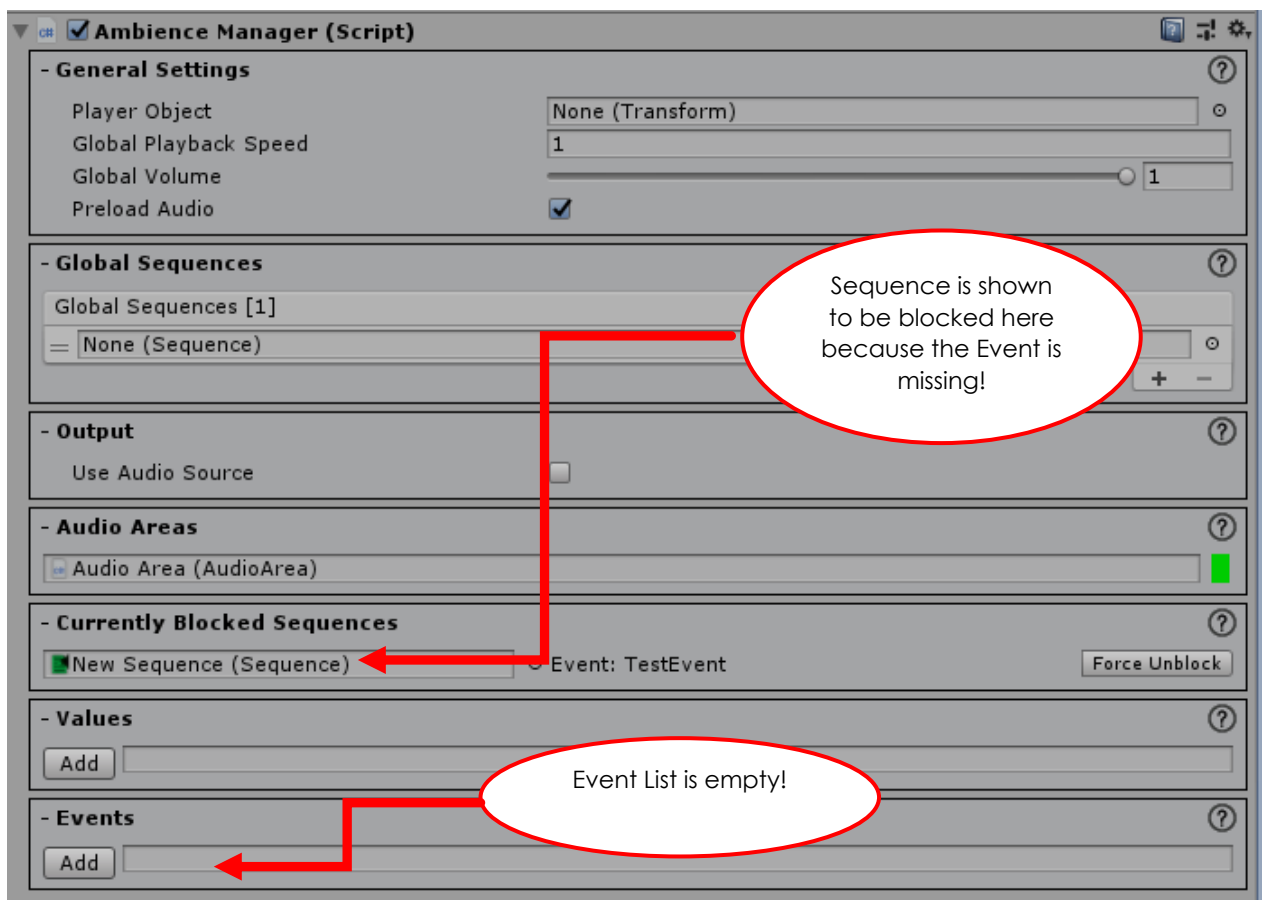 Ambience Manager (Script)
- General Settings
Player Object None (Transform)
Global Playback Speed 1
Global Volume 1
Preload Audio
- Global Sequences
Global Sequences [1]
None (Sequence)
Sequence is shown
to be blocked here
because the Event is
missing!
+ −
- Output
Use Audio Source
- Audio Areas
Audio Area (AudioArea)
- Currently Blocked Sequences
New Sequence (Sequence) Event: TestEvent Force Unblock
- Values
Add
Event List is empty!
- Events
Add